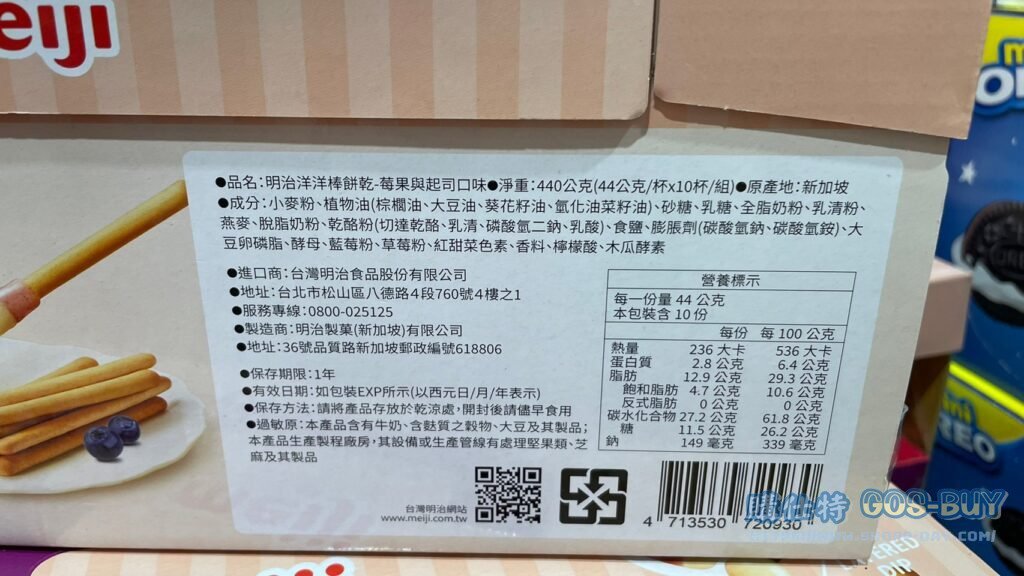 eiji
●品名:明治洋洋棒餅乾-莓果與起司口味●淨重:440公克(44公克/杯x10杯/組)●原產地:新加坡
●成分:小麥粉、植物油(棕櫚油、大豆油、葵花籽油、氫化油菜籽油)、砂糖、乳糖、全脂奶粉、乳清粉、
燕麥、脫脂奶粉、乾酪粉(切達乾酪、乳清、磷酸氫二鈉、乳酸)、食鹽、膨脹劑(碳酸氫鈉、碳酸氫銨)、大
豆卵磷脂、酵母、藍莓粉、草莓粉、紅甜菜色素、香料、檸檬酸、木瓜酵素
●進口商:台灣明治食品股份有限公司
●地址:台北市松山區八德路4段760號4樓之1
●服務專線:0800-025125
●製造商:明治製菓(新加坡)有限公司
●地址:36號品質路新加坡郵政編號618806
●保存期限:1年
●有效日期:如包裝EXP所示(以西元日/月/年表示)
●保存方法:請將產品存放於乾涼處,開封後請儘早食用
●過敏原:本產品含有牛奶、含麩質之穀物、大豆及其製品;
本產品生產製程廠房,其設備或生產管線有處理堅果類、芝
麻及其製品
台灣明治網站
www.meiji.com.tw
營養標示
每一份量 44 公克
本包裝含 10 份
每份 每 100 公克
熱量 236 大卡 536 大卡
蛋白質 2.8 公克 6.4 公克
脂肪 12.9 公克 29.3 公克
飽和脂肪 4.7 公克 10.6 公克
反式脂肪 0 公克 0 公克
碳水化合物 27.2 公克 61.8 公克
糖 11.5 公克 26.2 公克
鈉 149 毫克 339 毫克
4 713530 720930
購仕特 GOS-BUY
mi
REO
DIP